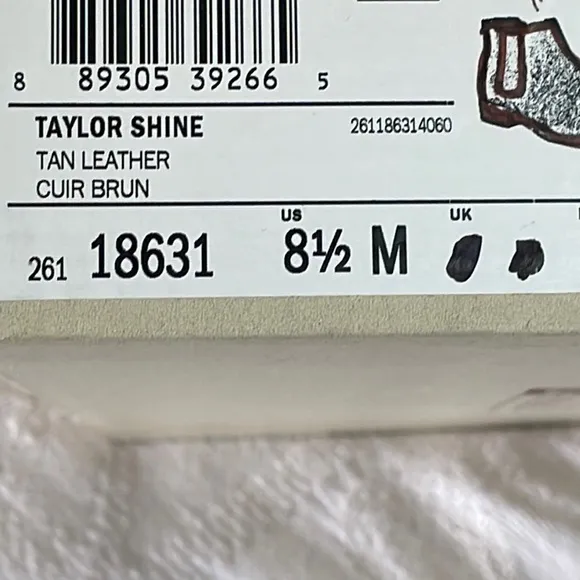 8 89305 39266 5
TAYLOR SHINE 261186314060
TAN LEATHER
CUIR BRUN
US UK
261 18631 8½ M